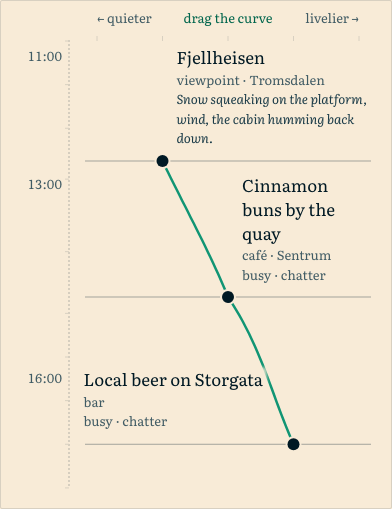 ← quieter drag the curve livelier →
11:00
Fjellheisen
viewpoint · Tromsdalen
Snow squeaking on the platform,
wind, the cabin humming back
down.
13:00
Cinnamon
buns by the
quay
café · Sentrum
busy · chatter
16:00
Local beer on Storgata
bar
busy · chatter